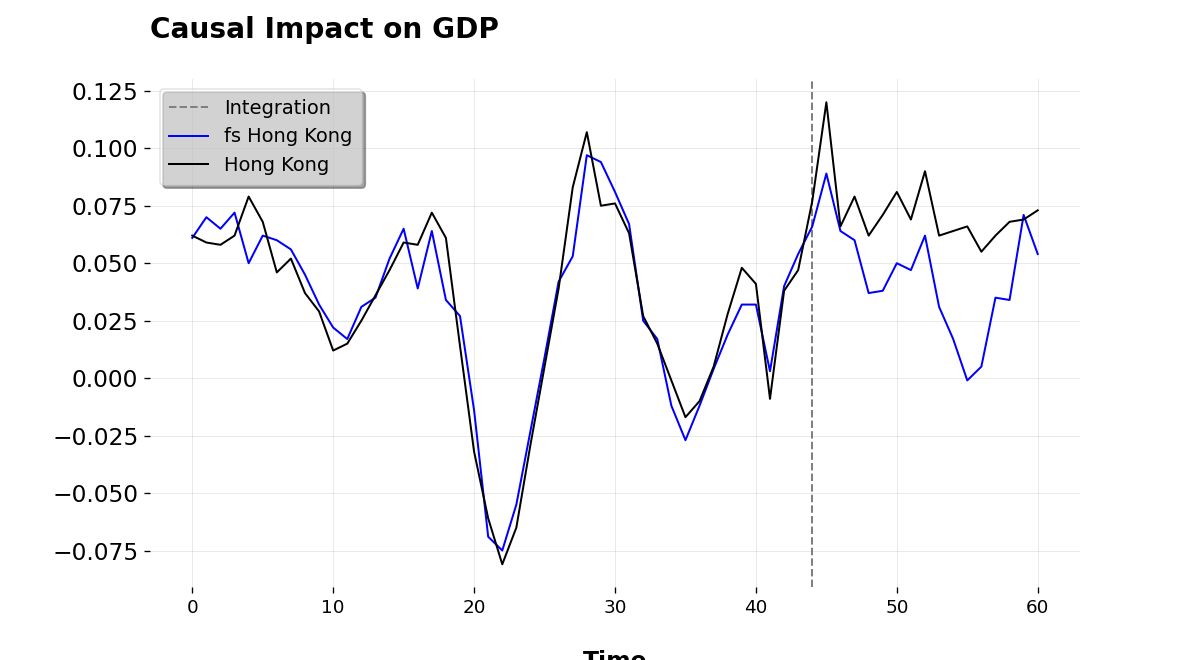 Causal Impact on GDP
0.125
0.100
0.075
0.050
0.025
0.000
−0.025
−0.050
−0.075
Integration
fs Hong Kong
Hong Kong
0 10 20 30 40 50 60
Time